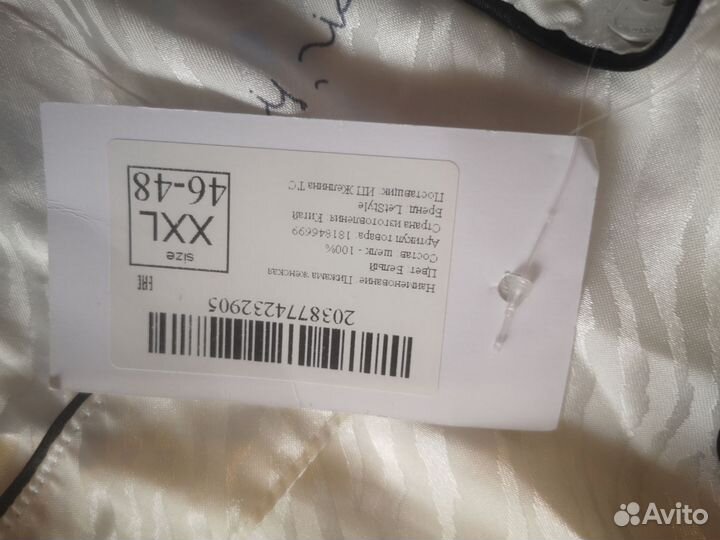 2038774232905
Наименование Пижама женская
Цвет Белый
Состав шелк - 100%
Артикул товара 181846699
Страна изготовления Китай
Бренд LetStyle
Поставщик ИП Желнина Т С
EAC
size
XXL
46-48
Avito